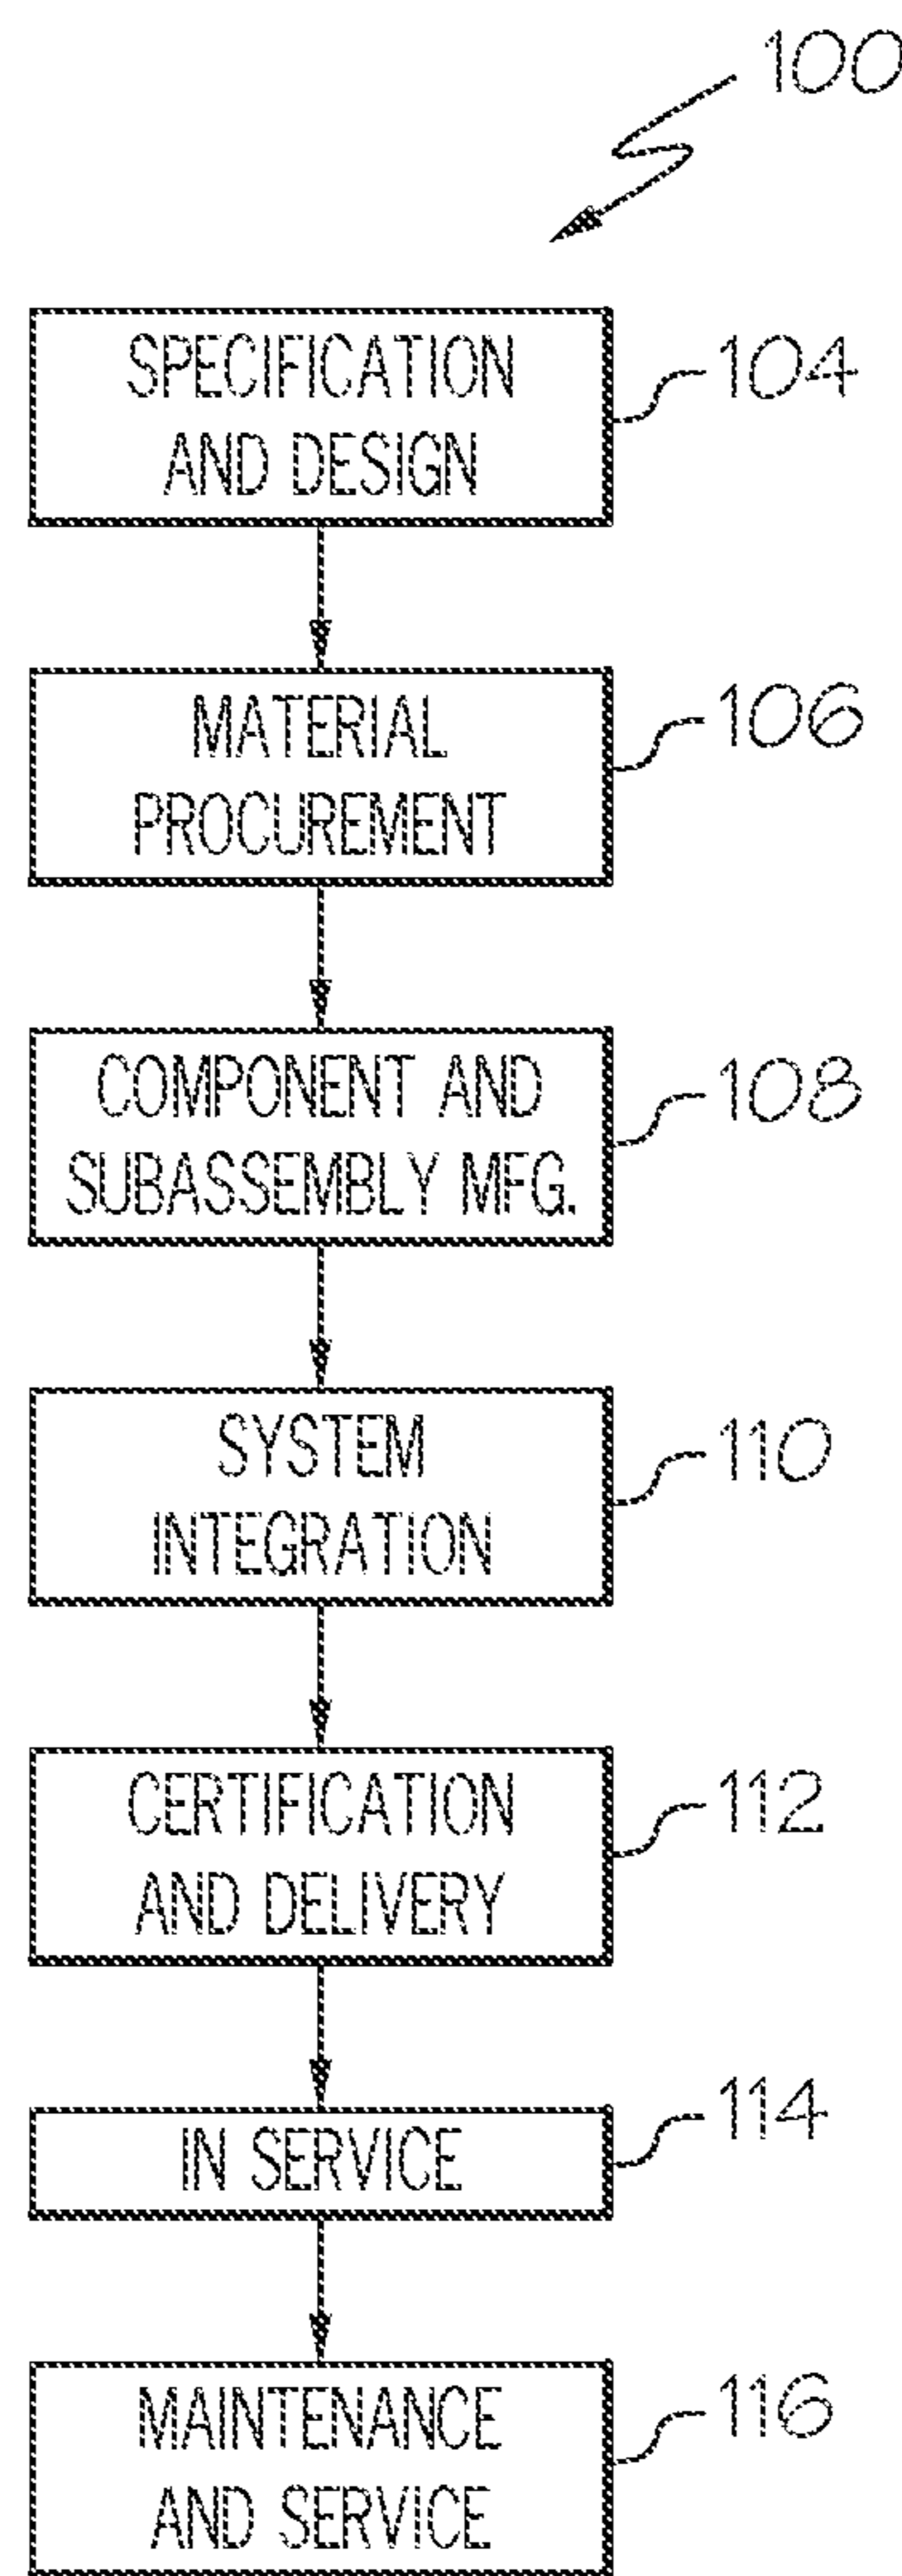 100
SPECIFICATION
AND DESIGN
104
MATERIAL
PROCUREMENT
106
COMPONENT AND
SUBASSEMBLY MFG.
108
SYSTEM
INTEGRATION
110
CERTIFICATION
AND DELIVERY
112
IN SERVICE
114
MAINTENANCE
AND SERVICE
116